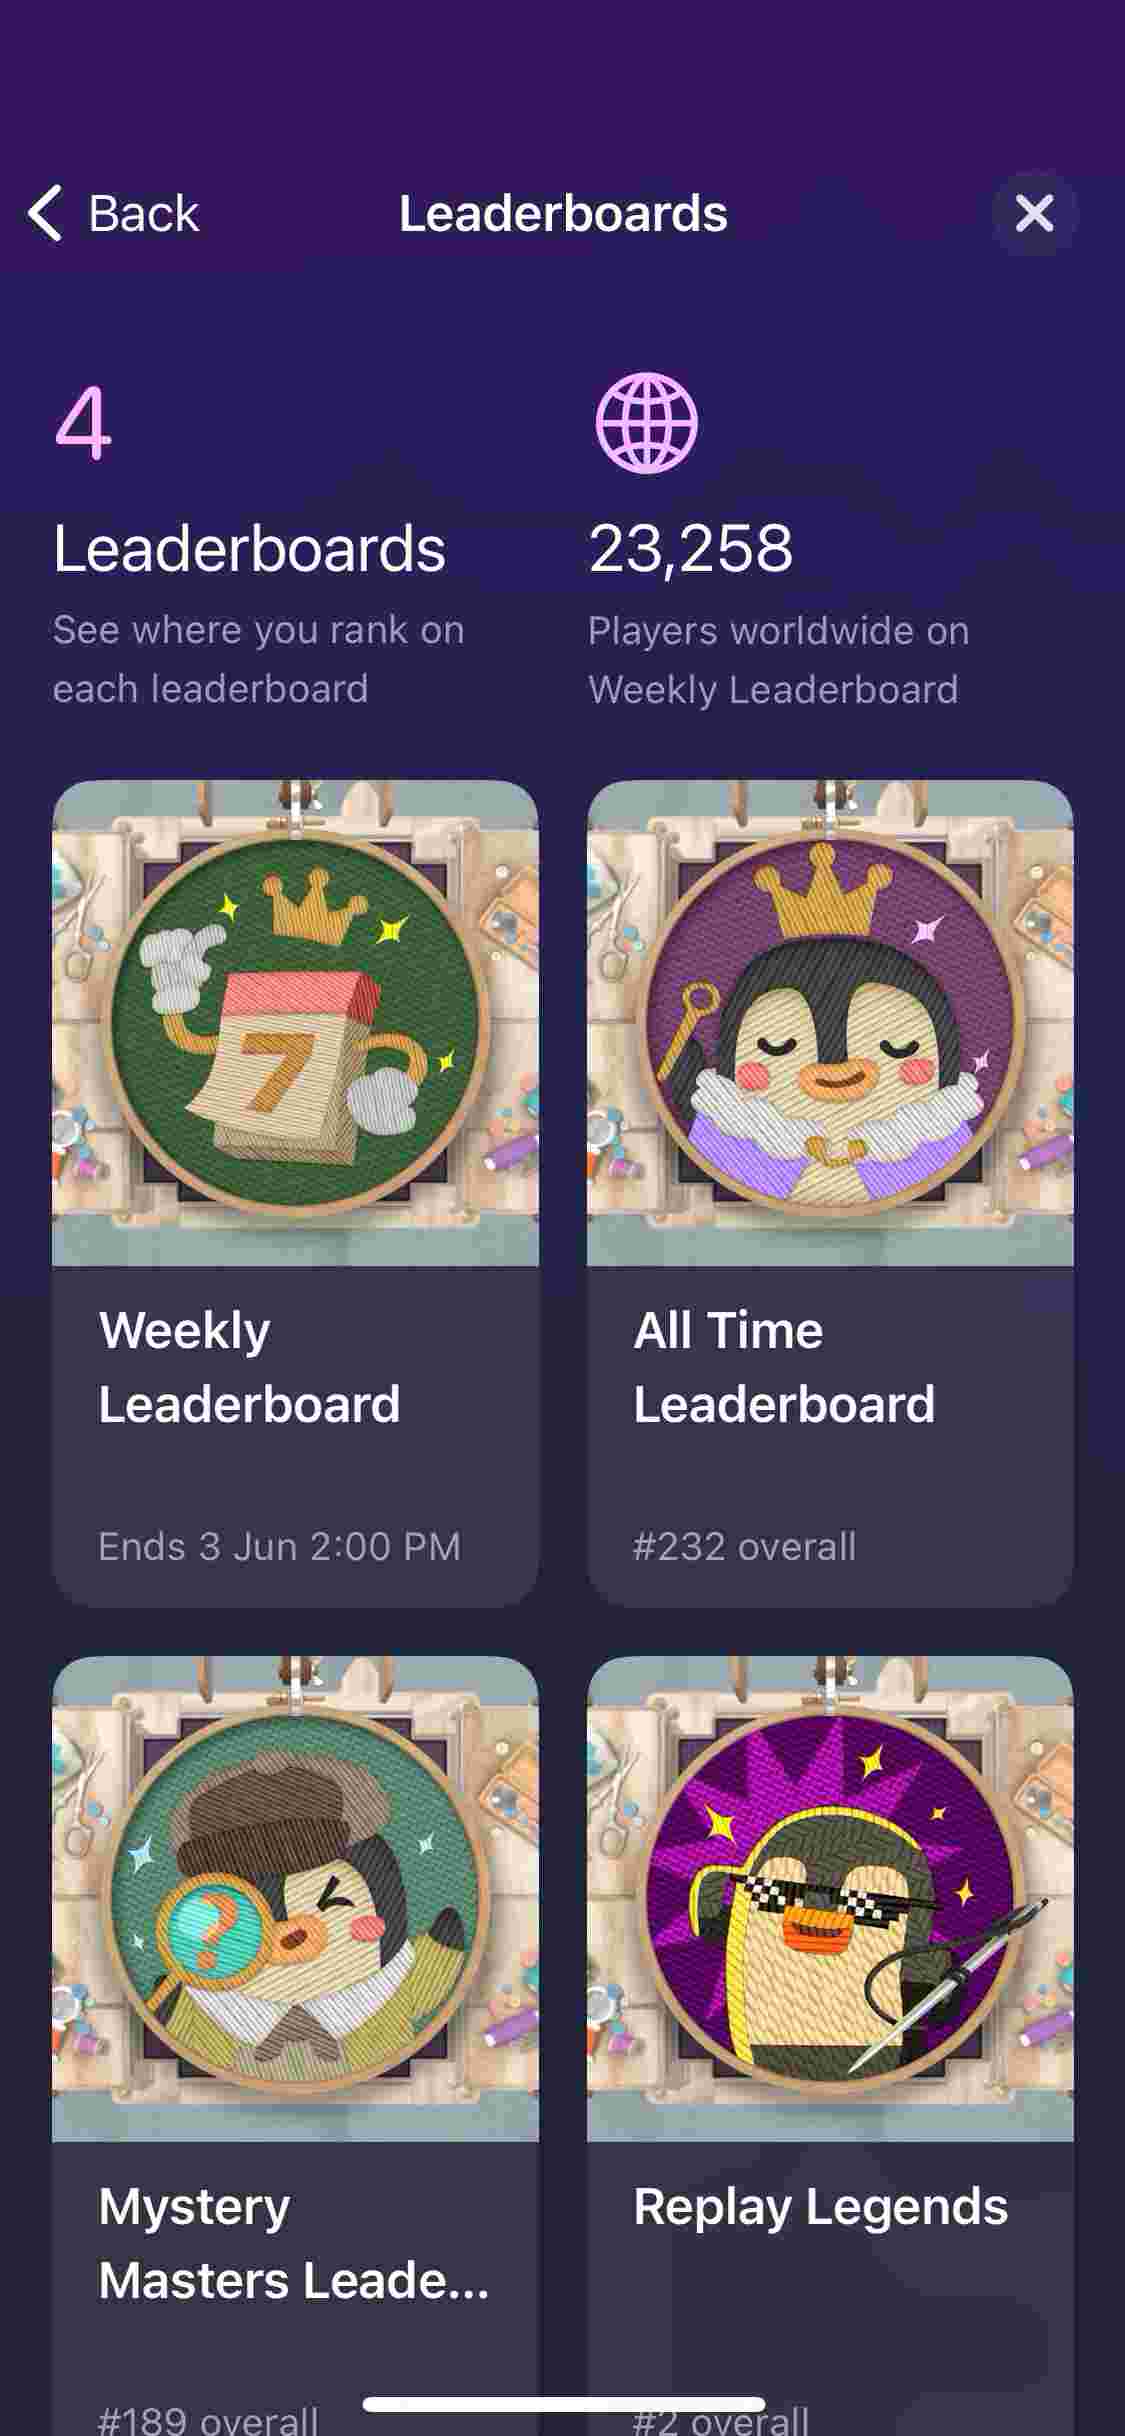 Back
Leaderboards
4
Leaderboards
See where you rank on
each leaderboard
23,258
Players worldwide on
Weekly Leaderboard
7
Weekly
Leaderboard
Ends 3 Jun 2:00 PM
All Time
Leaderboard
#232 overall
?
Mystery
Masters Leade...
#189 overall
Replay Legends
#2 overall